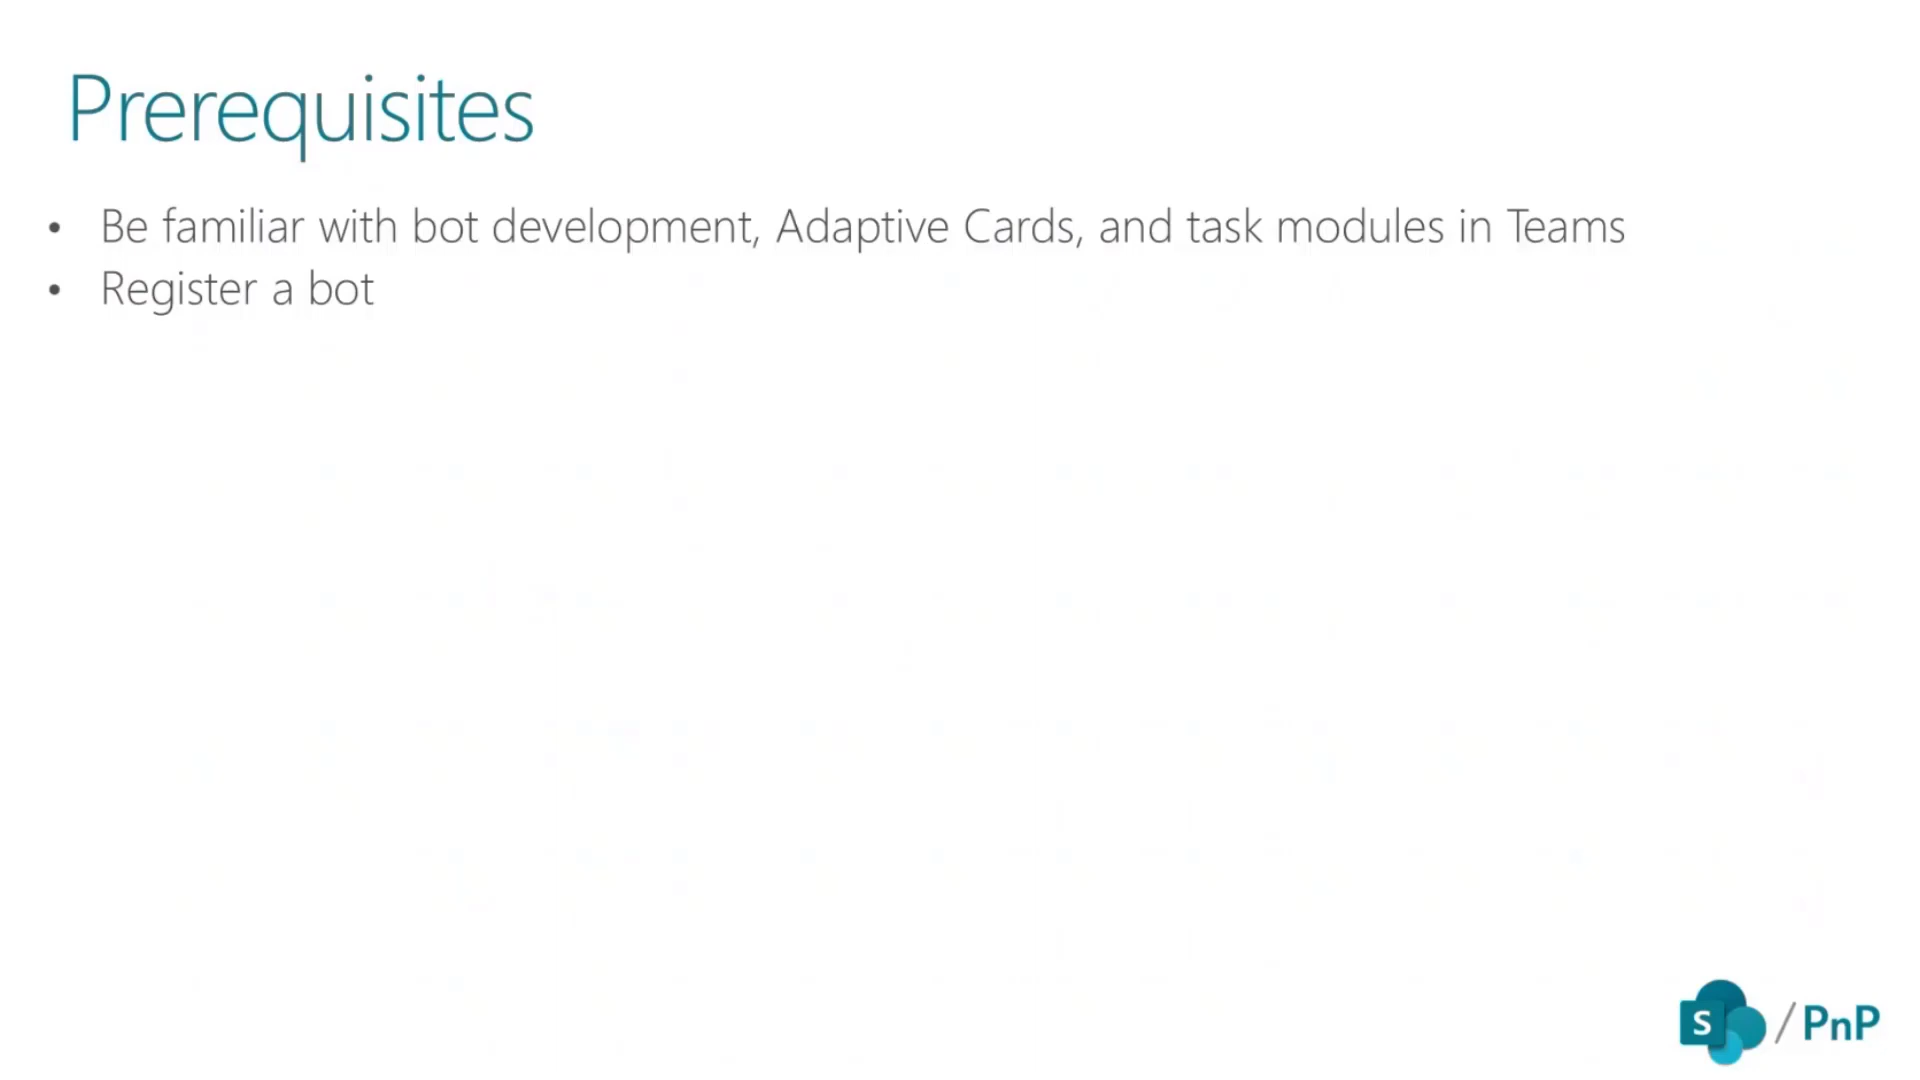 Prerequisites
• Be familiar with bot development, Adaptive Cards, and task modules in Teams
• Register a bot
S / PnP